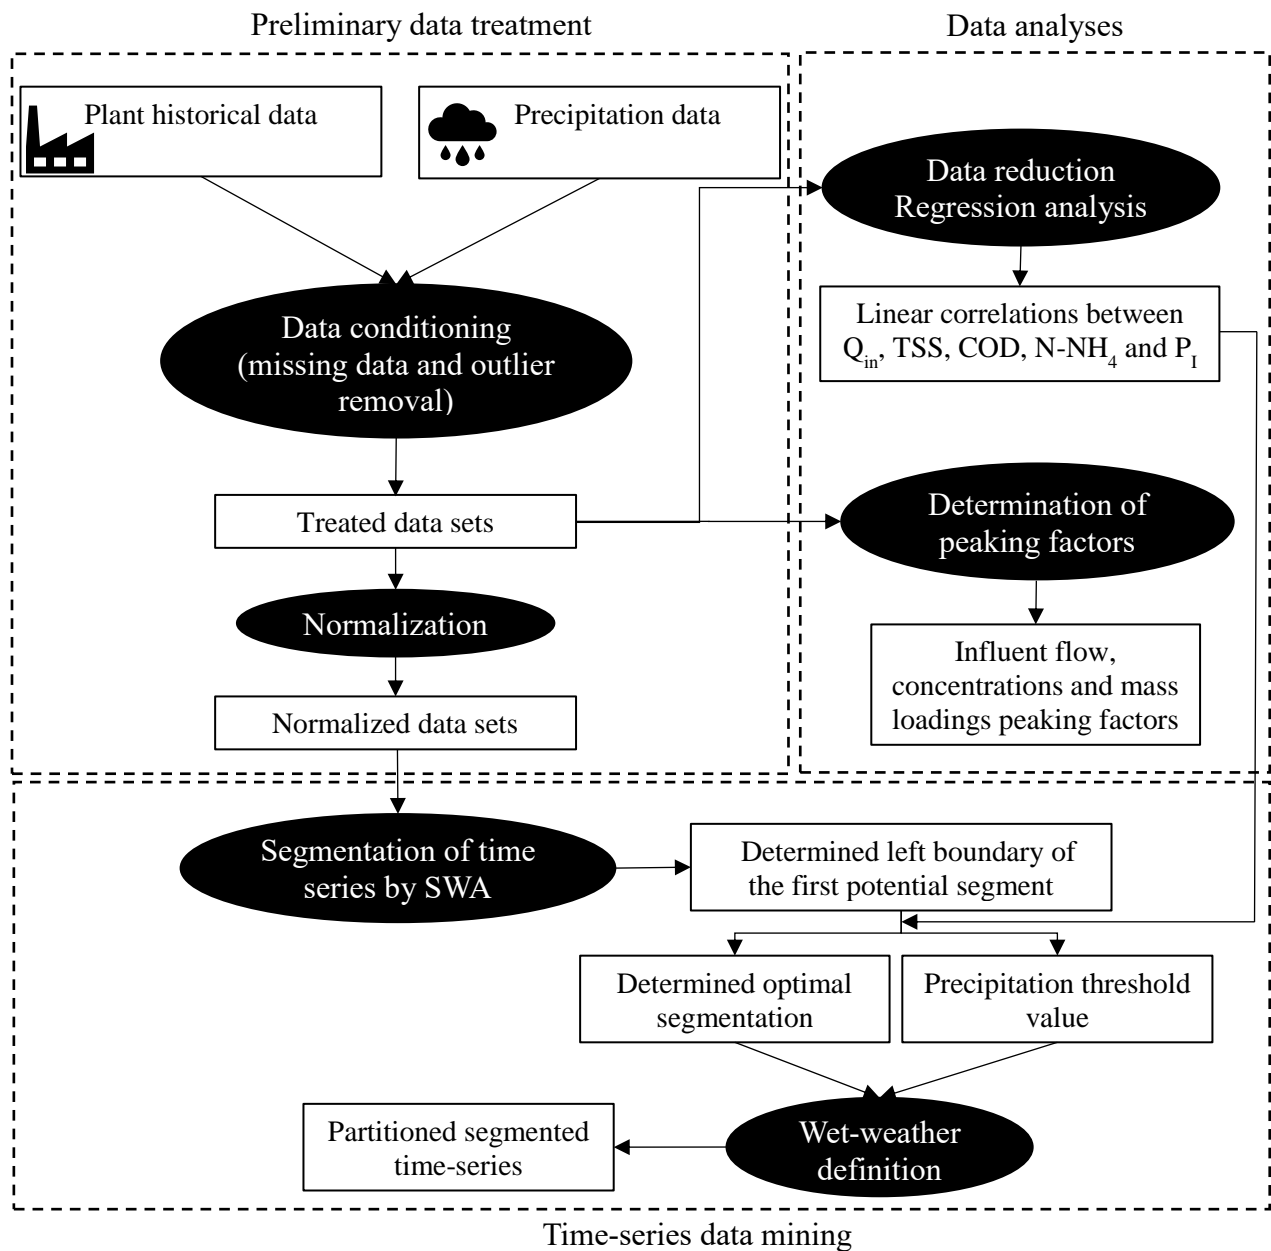 Preliminary data treatment
Data analyses
Plant historical data
Precipitation data
Data reduction
Regression analysis
Data conditioning
(missing data and outlier
removal)
Linear correlations between
Q_in, TSS, COD, N-NH_4 and P_I
Treated data sets
Determination of
peaking factors
Normalization
Influent flow,
concentrations and mass
loadings peaking factors
Normalized data sets
Segmentation of time
series by SWA
Determined left boundary of
the first potential segment
Determined optimal
segmentation
Precipitation threshold
value
Wet-weather
definition
Partitioned segmented
time-series
Time-series data mining